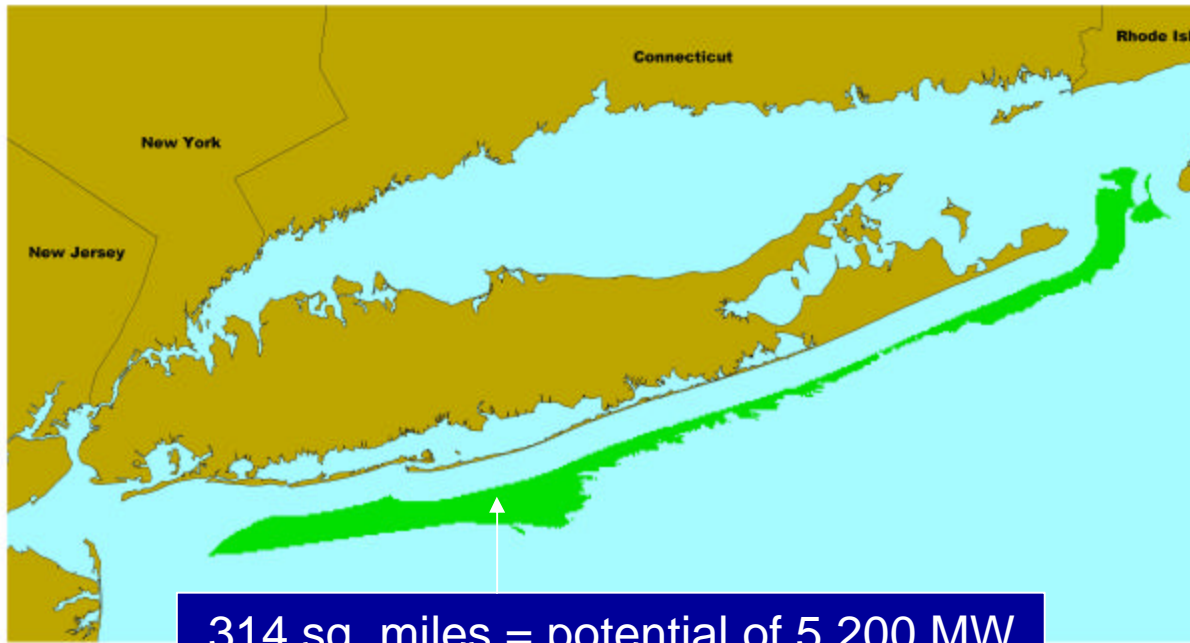 Connecticut
Rhode Isl
New York
New Jersey
314 sq. miles = potential of 5,200 MW